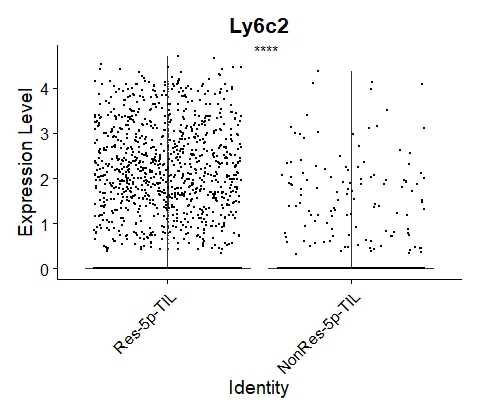 Ly6c2
****
Expression Level
4
3
2
1
0
Res-5p-TIL
NonRes-5p-TIL
Identity